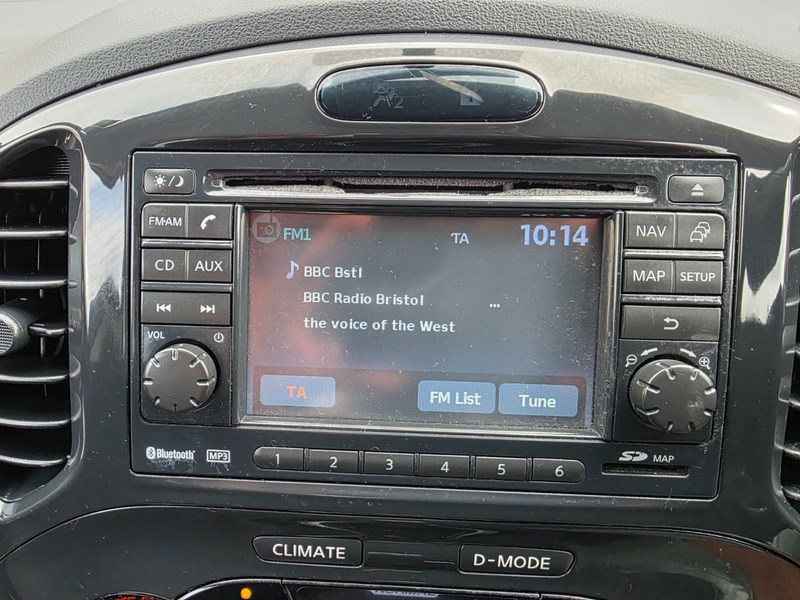 2
FM·AM
FM1 TA 10:14
NAV
BBC Bstl
CD AUX
MAP SETUP
BBC Radio Bristol ...
the voice of the West
VOL
TA FM List Tune
Bluetooth MP3
1 2 3 4 5 6
SD MAP
CLIMATE D-MODE